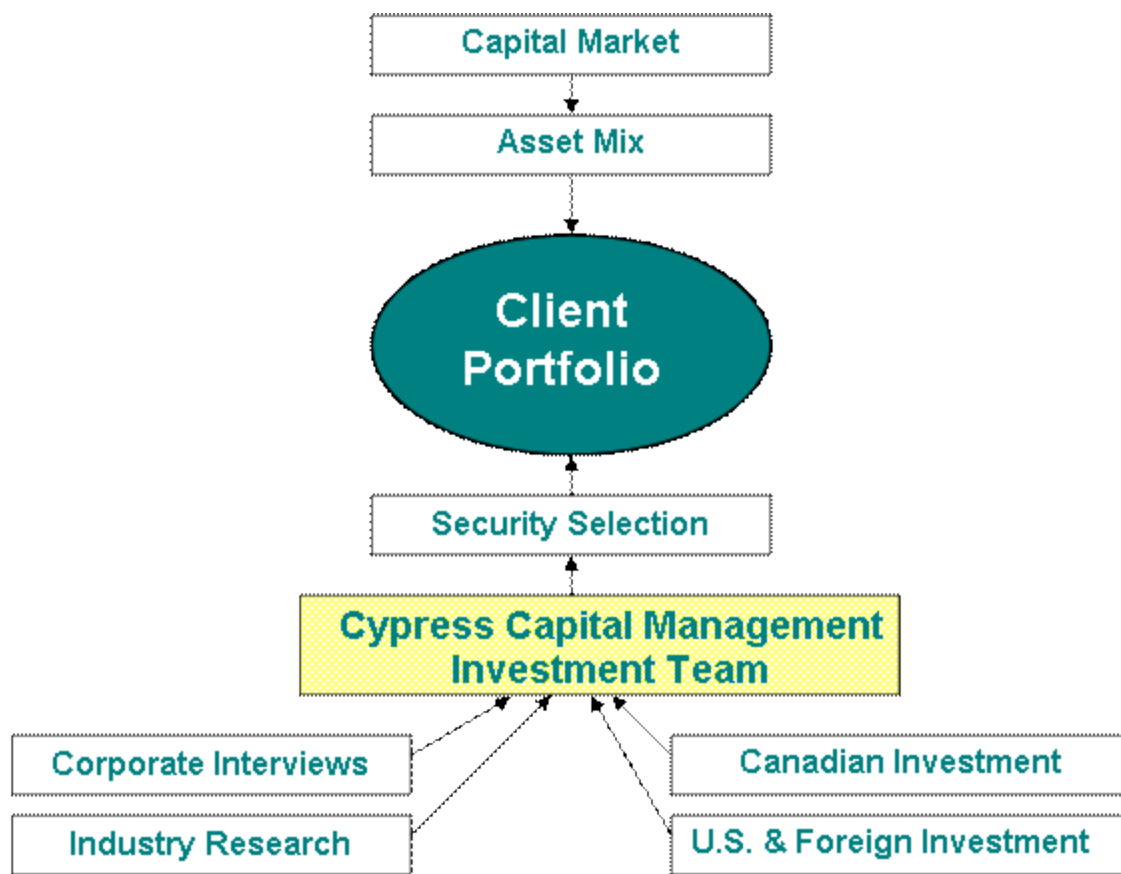 Capital Market
Asset Mix
Client
Portfolio
Security Selection
Cypress Capital Management
Investment Team
Corporate Interviews
Canadian Investment
Industry Research
U.S. & Foreign Investment